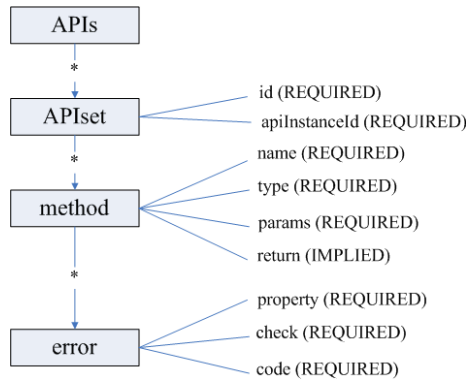 APIs
*
id (REQUIRED)
APIset
apiInstanceId (REQUIRED)
*
name (REQUIRED)
type (REQUIRED)
method
params (REQUIRED)
return (IMPLIED)
*
property (REQUIRED)
check (REQUIRED)
error
code (REQUIRED)